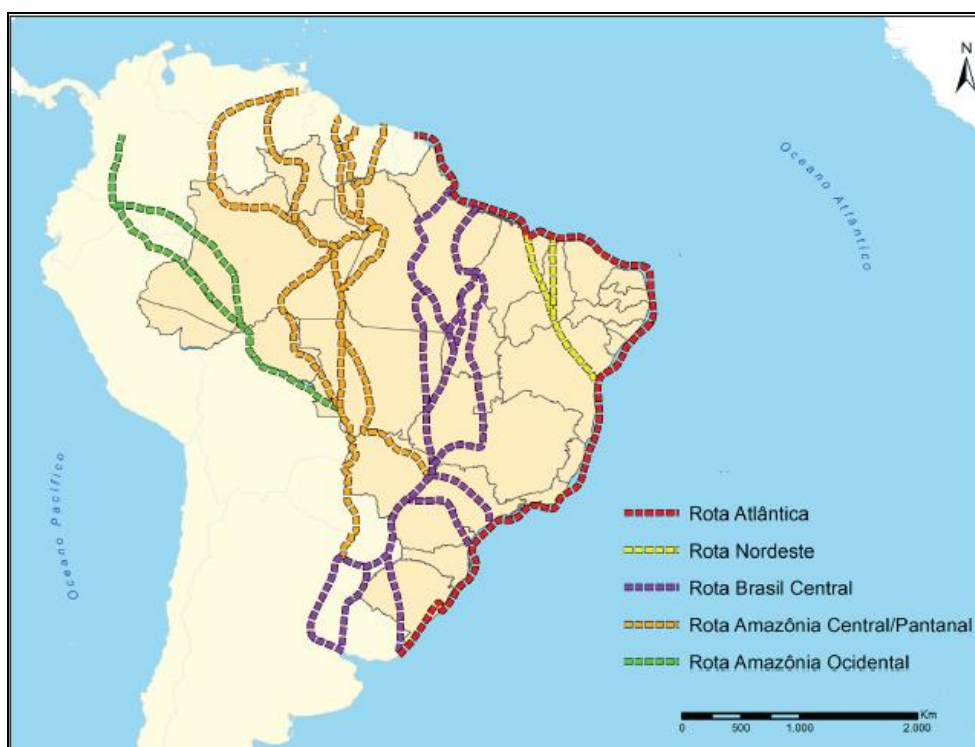 N
Oceano Atlântico
Oceano Pacífico
Rota Atlântica
Rota Nordeste
Rota Brasil Central
Rota Amazônia Central/Pantanal
Rota Amazônia Ocidental
Km
0 500 1.000 2.000